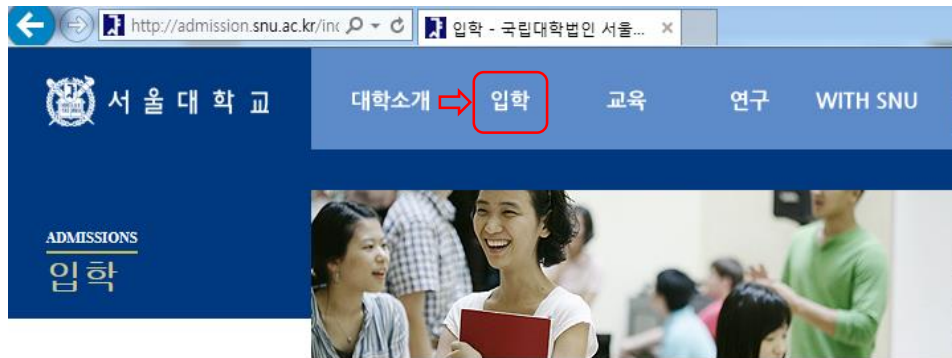 http://admission.snu.ac.kr/in
입학 - 국립대학법인 서울...
서울대학교
대학소개 입학 교육 연구 WITH SNU
ADMISSIONS
입학